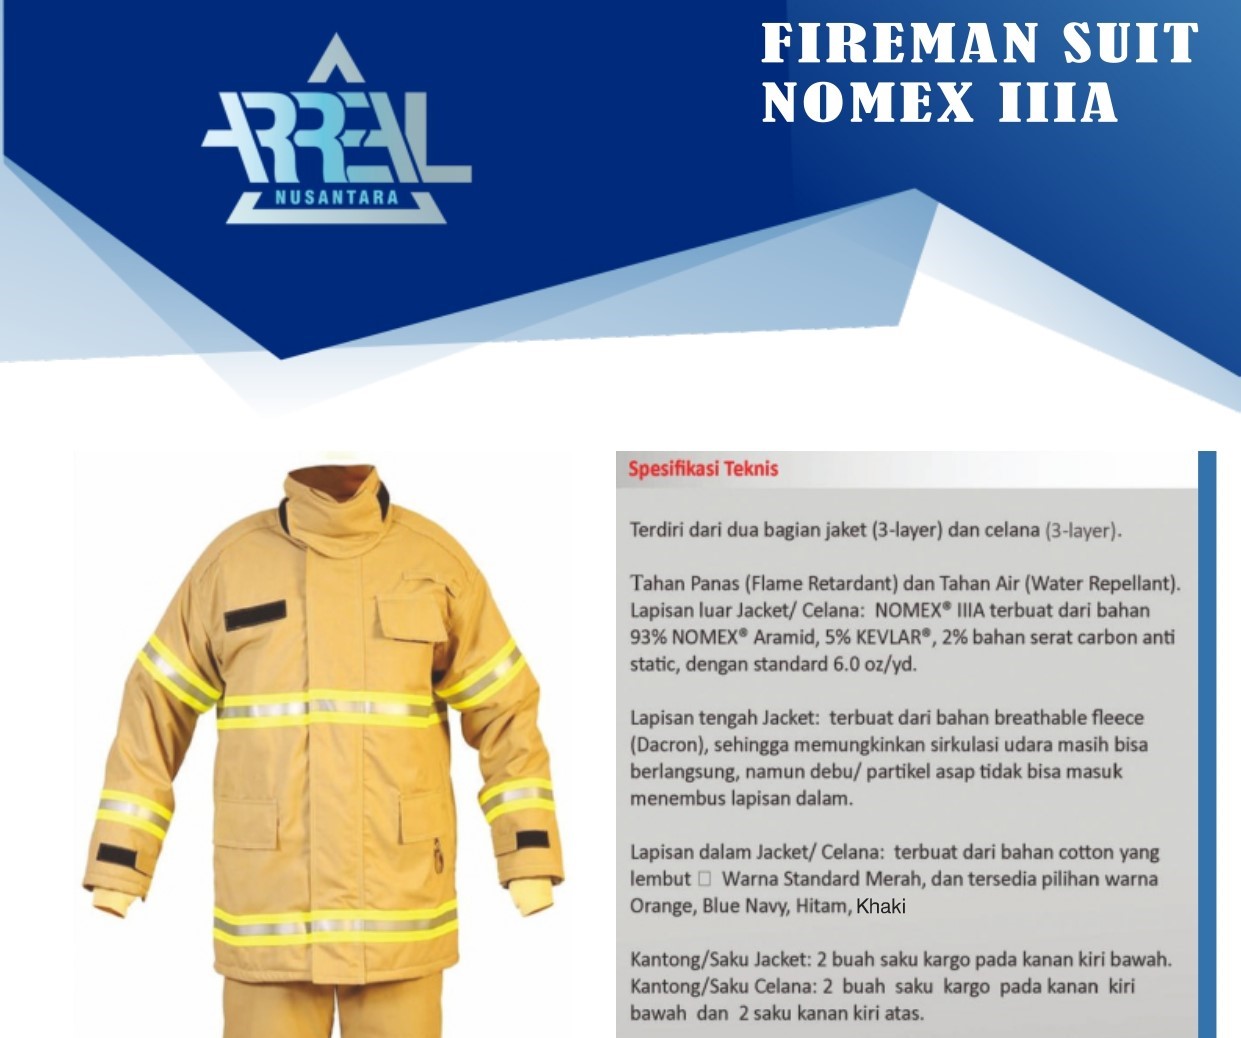 FIREMAN SUIT
NOMEX IIIA
ARREAL
NUSANTARA
Spesifikasi Teknis
Terdiri dari dua bagian jaket (3-layer) dan celana (3-layer).
Tahan Panas (Flame Retardant) dan Tahan Air (Water Repellant).
Lapisan luar Jacket/ Celana: NOMEX® IIIA terbuat dari bahan
93% NOMEX® Aramid, 5% KEVLAR®, 2% bahan serat carbon anti
static, dengan standard 6.0 oz/yd.
Lapisan tengah Jacket: terbuat dari bahan breathable fleece
(Dacron), sehingga memungkinkan sirkulasi udara masih bisa
berlangsung, namun debu/ partikel asap tidak bisa masuk
menembus lapisan dalam.
Lapisan dalam Jacket/ Celana: terbuat dari bahan cotton yang
lembut □ Warna Standard Merah, dan tersedia pilihan warna
Orange, Blue Navy, Hitam, Khaki
Kantong/Saku Jacket: 2 buah saku kargo pada kanan kiri bawah.
Kantong/Saku Celana: 2 buah saku kargo pada kanan kiri
bawah dan 2 saku kanan kiri atas.